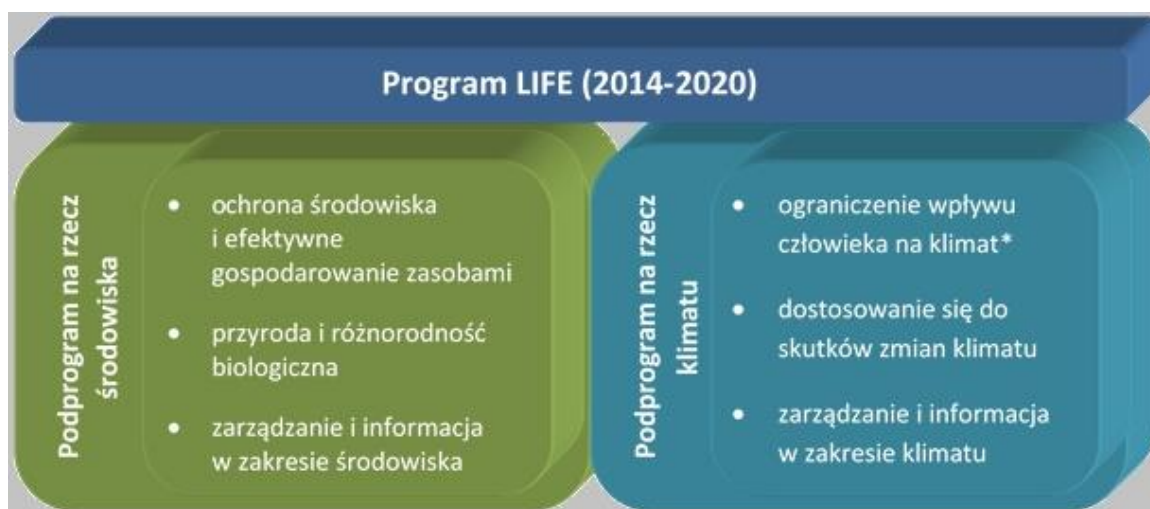 Program LIFE (2014-2020)
Podprogram na rzecz
środowiska
• ochrona środowiska
i efektywne
gospodarowanie zasobami
• przyroda i różnorodność
biologiczna
• zarządzanie i informacja
w zakresie środowiska
Podprogram na rzecz
klimatu
• ograniczenie wpływu
człowieka na klimat*
• dostosowanie się do
skutków zmian klimatu
• zarządzanie i informacja
w zakresie klimatu